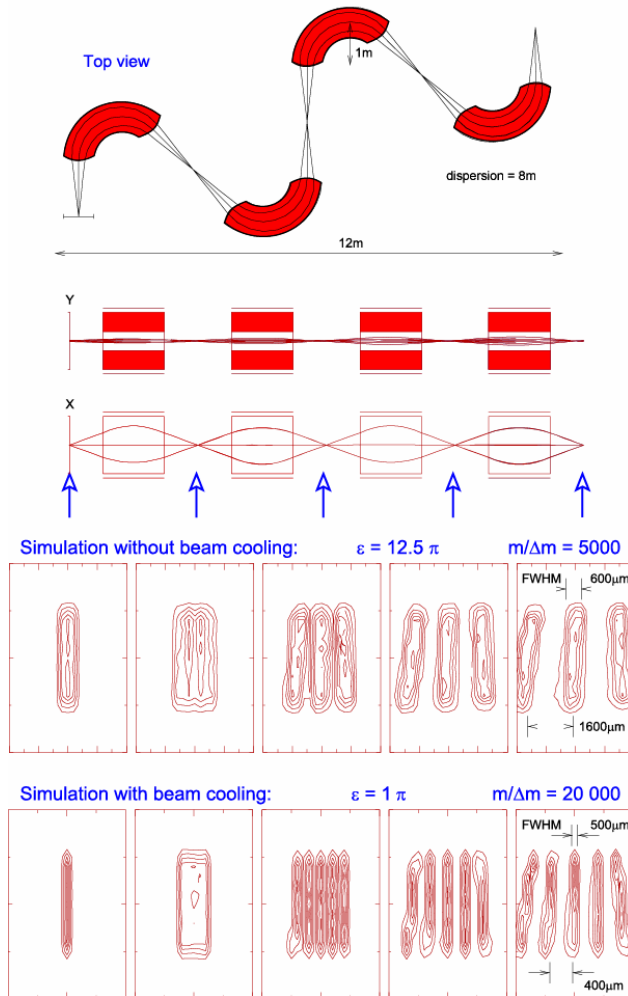 Top view
1m
dispersion = 8m
12m
Y
X
Simulation without beam cooling: ε = 12.5 π m/Δm = 5000
FWHM 600μm
1600μm
Simulation with beam cooling: ε = 1 π m/Δm = 20 000
FWHM 500μm
400μm